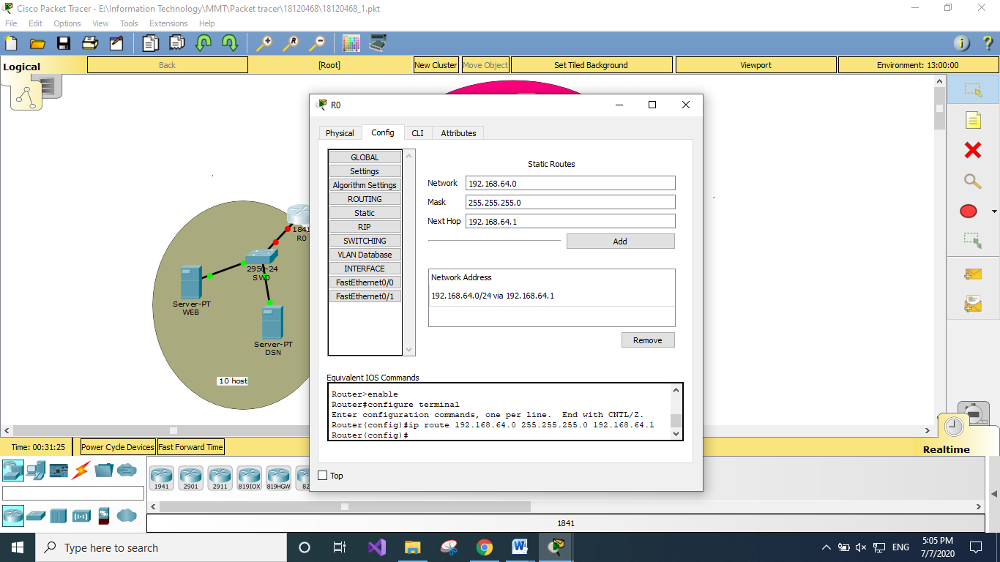 Cisco Packet Tracer - E:\Information Technology\MMT\Packet tracer\18120468\18120468_1.pkt
File Edit Options View Tools Extensions Help
Logical
Back
[Root]
New Cluster
Move Object
Set Tiled Background
Viewport
Environment: 13:00:00
R0
Physical
Config
CLI
Attributes
GLOBAL
Settings
Algorithm Settings
ROUTING
Static
RIP
SWITCHING
VLAN Database
INTERFACE
FastEthernet0/0
FastEthernet0/1
Static Routes
Network 192.168.64.0
Mask 255.255.255.0
Next Hop 192.168.64.1
Add
Network Address
192.168.64.0/24 via 192.168.64.1
Remove
Equivalent IOS Commands
Router>enable
Router#configure terminal
Enter configuration commands, one per line. End with CNTL/Z.
Router(config)#ip route 192.168.64.0 255.255.255.0 192.168.64.1
Router(config)#
Top
1841
R0
2950-24
SW0
Server-PT
WEB
Server-PT
DSN
10 host
Time: 00:31:25
Power Cycle Devices
Fast Forward Time
Realtime
1941
2901
2911
819IOX
819HGW
1841
Type here to search
ENG
5:05 PM
7/7/2020